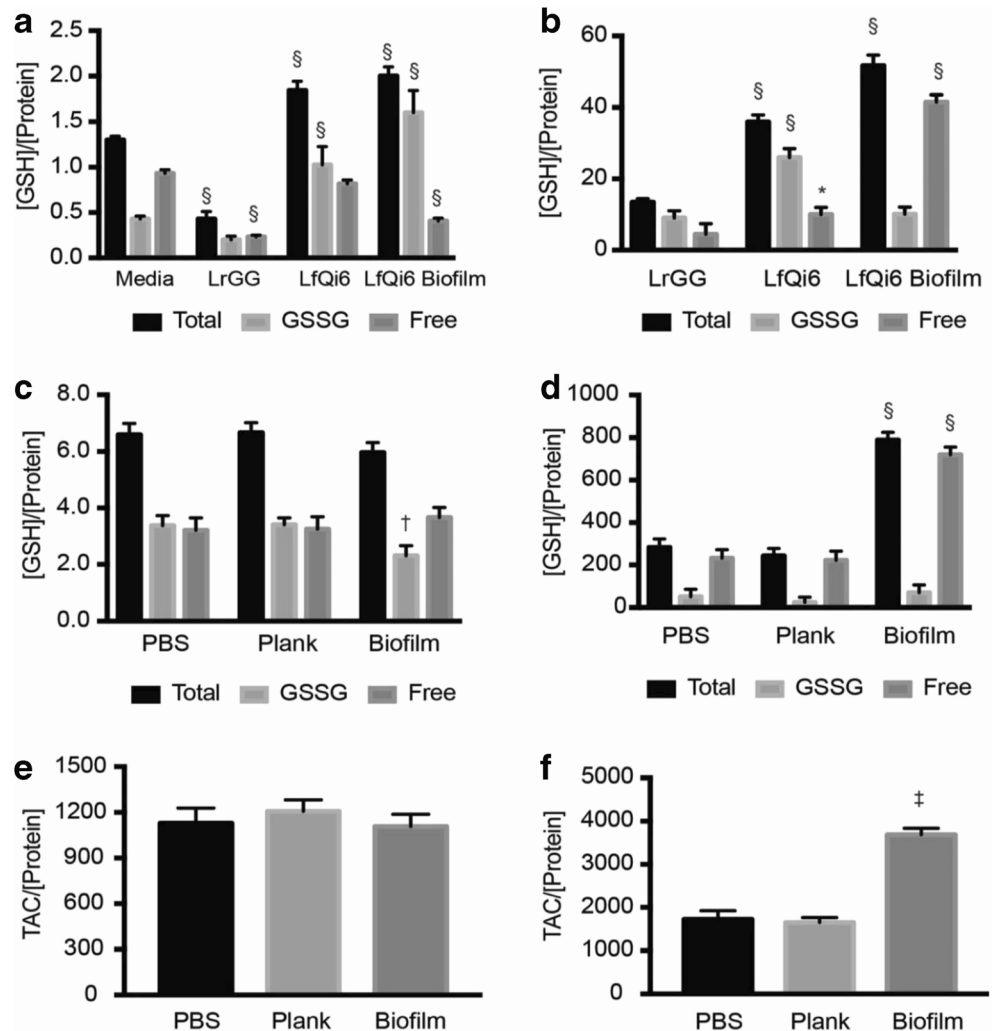 a
2.5
2.0
1.5
1.0
0.5
0.0
[GSH]/[Protein]
§ § § § § § §
Media LrGG LfQi6 LfQi6 Biofilm
Total GSSG Free
b
60
40
20
0
[GSH]/[Protein]
§ § * § §
LrGG LfQi6 LfQi6 Biofilm
Total GSSG Free
c
8.0
6.0
4.0
2.0
0.0
[GSH]/[Protein]
†
PBS Plank Biofilm
Total GSSG Free
d
1000
800
600
400
200
0
[GSH]/[Protein]
§ §
PBS Plank Biofilm
Total GSSG Free
e
1500
1200
900
600
300
0
TAC/[Protein]
PBS Plank Biofilm
f
5000
4000
3000
2000
1000
0
TAC/[Protein]
‡
PBS Plank Biofilm